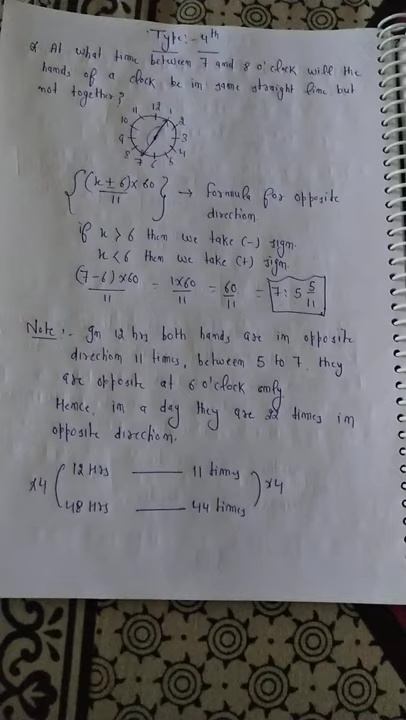 Type:- 4th
Q At what time between 7 and 8 o'clock will the
hands of a clock be in same straight line but
not together?
11 12 1
10 2
9 3
8 4
7 6 5
{(x ± 6) x 60 / 11} → formula for opposite
direction
if x > 6 then we take (-) sign.
x < 6 then we take (+) sign.
(7-6) x 60 / 11 = 1x60 / 11 = 60 / 11 = 7: 5 5/11
Note:- In 12 hrs both hands are in opposite
direction 11 times, between 5 to 7, they
are opposite at 6 o'clock only
Hence, in a day they are 22 times in
opposite direction.
x4 ( 12 Hrs — 11 times ) x4
48 Hrs — 44 times